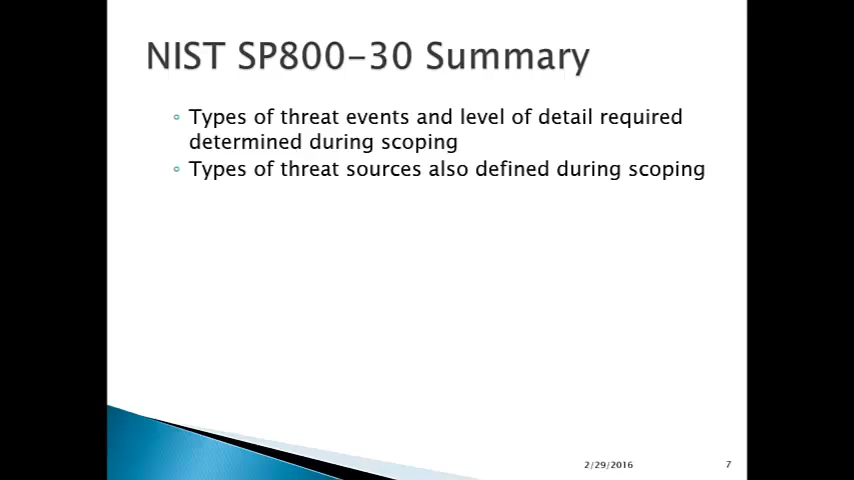 NIST SP800-30 Summary
Types of threat events and level of detail required
determined during scoping
Types of threat sources also defined during scoping
2/29/2016
7